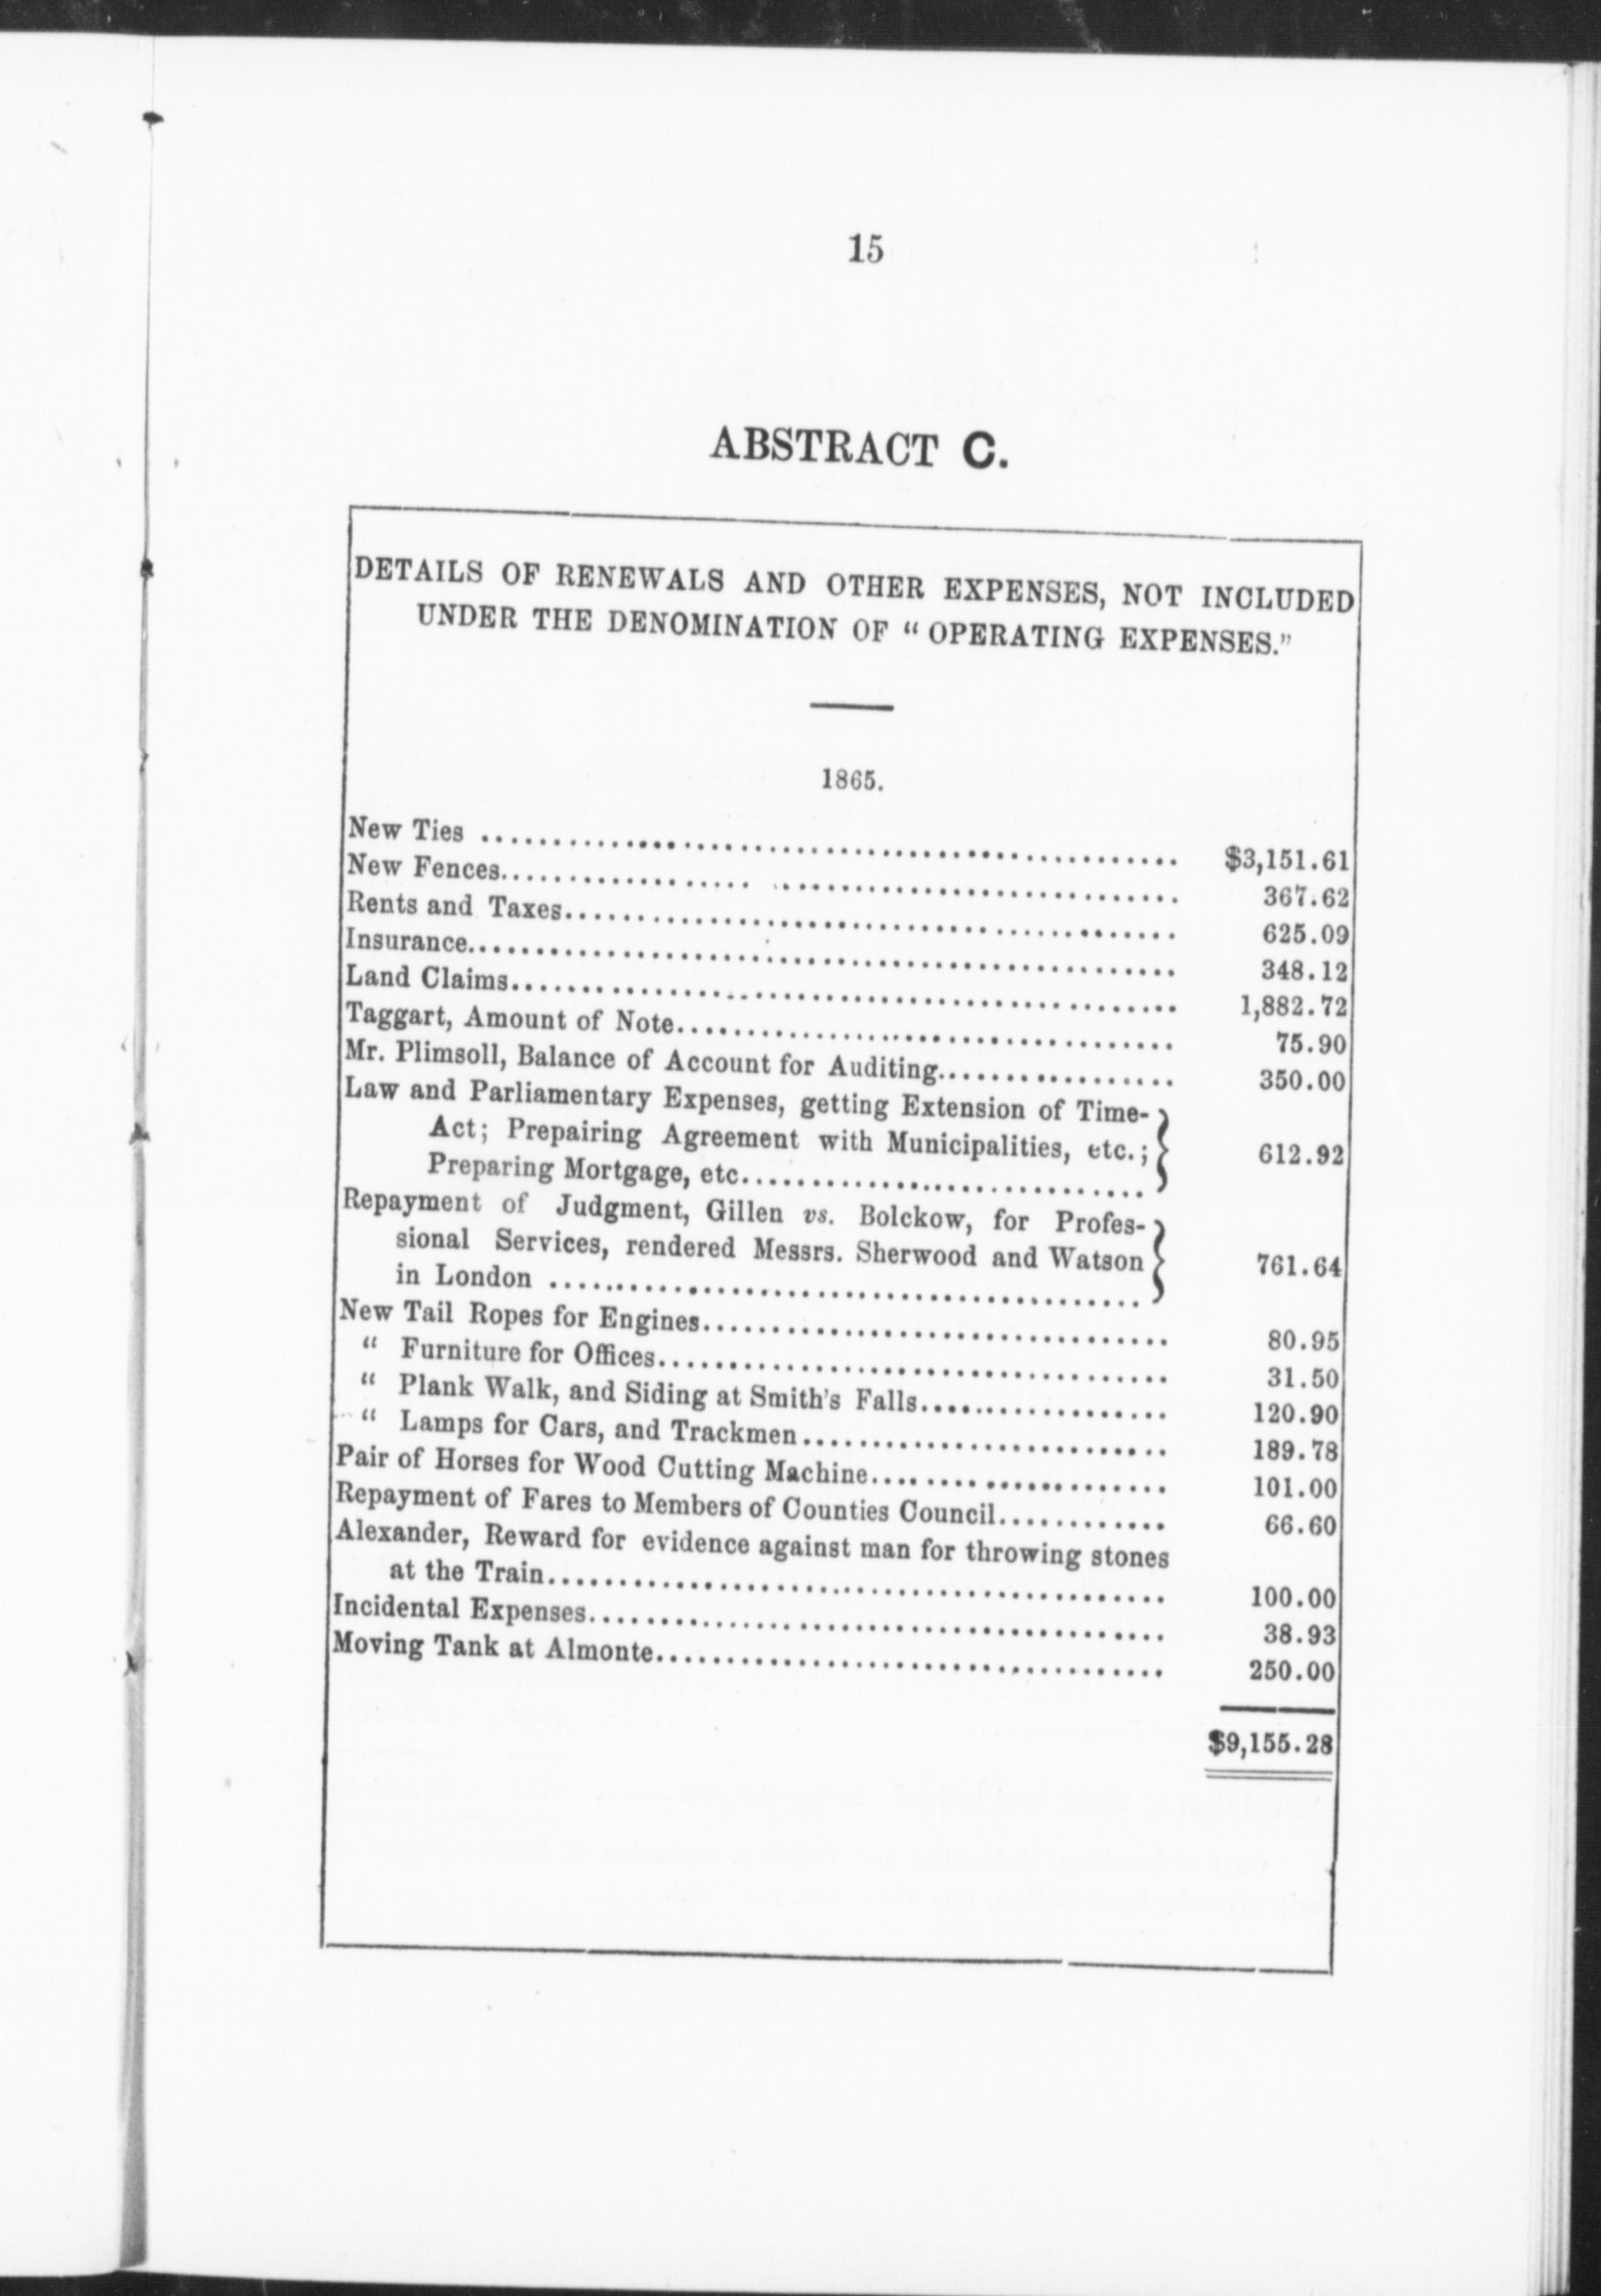 15
ABSTRACT C.
DETAILS OF RENEWALS AND OTHER EXPENSES, NOT INCLUDED
UNDER THE DENOMINATION OF “ OPERATING EXPENSES.”
1865.
New Ties ........................................ $3,151.61
New Fences........................................ 367.62
Rents and Taxes........................................ 625.09
Insurance........................................ 348.12
Land Claims........................................ 1,882.72
Taggart, Amount of Note........................................ 75.90
Mr. Plimsoll, Balance of Account for Auditing................. 350.00
Law and Parliamentary Expenses, getting Extension of Time-
Act; Prepairing Agreement with Municipalities, etc.; 612.92
Preparing Mortgage, etc..............................
Repayment of Judgment, Gillen vs. Bolckow, for Profes-
sional Services, rendered Messrs. Sherwood and Watson 761.64
in London ........................................
New Tail Ropes for Engines................................. 80.95
“ Furniture for Offices.................................... 31.50
“ Plank Walk, and Siding at Smith's Falls.................. 120.90
“ Lamps for Cars, and Trackmen.......................... 189.78
Pair of Horses for Wood Cutting Machine..................... 101.00
Repayment of Fares to Members of Counties Council............ 66.60
Alexander, Reward for evidence against man for throwing stones
at the Train........................................ 100.00
Incidental Expenses........................................ 38.93
Moving Tank at Almonte.................................... 250.00
$9,155.28